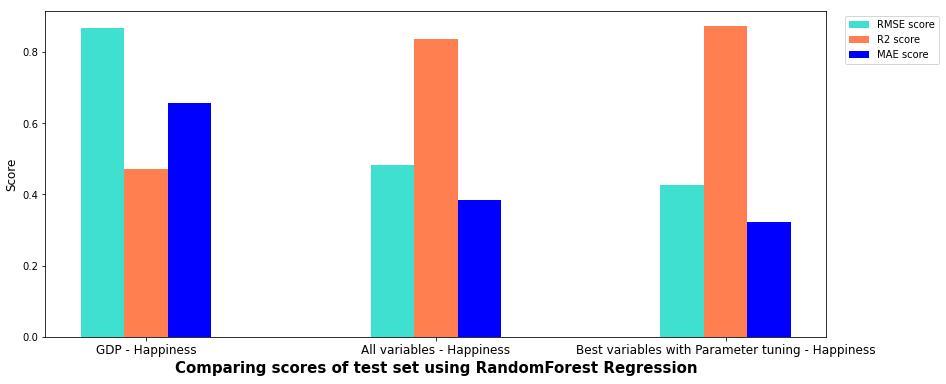 RMSE score
R2 score
MAE score
Score
0.8
0.6
0.4
0.2
0.0
GDP - Happiness
All variables - Happiness
Best variables with Parameter tuning - Happiness
Comparing scores of test set using RandomForest Regression